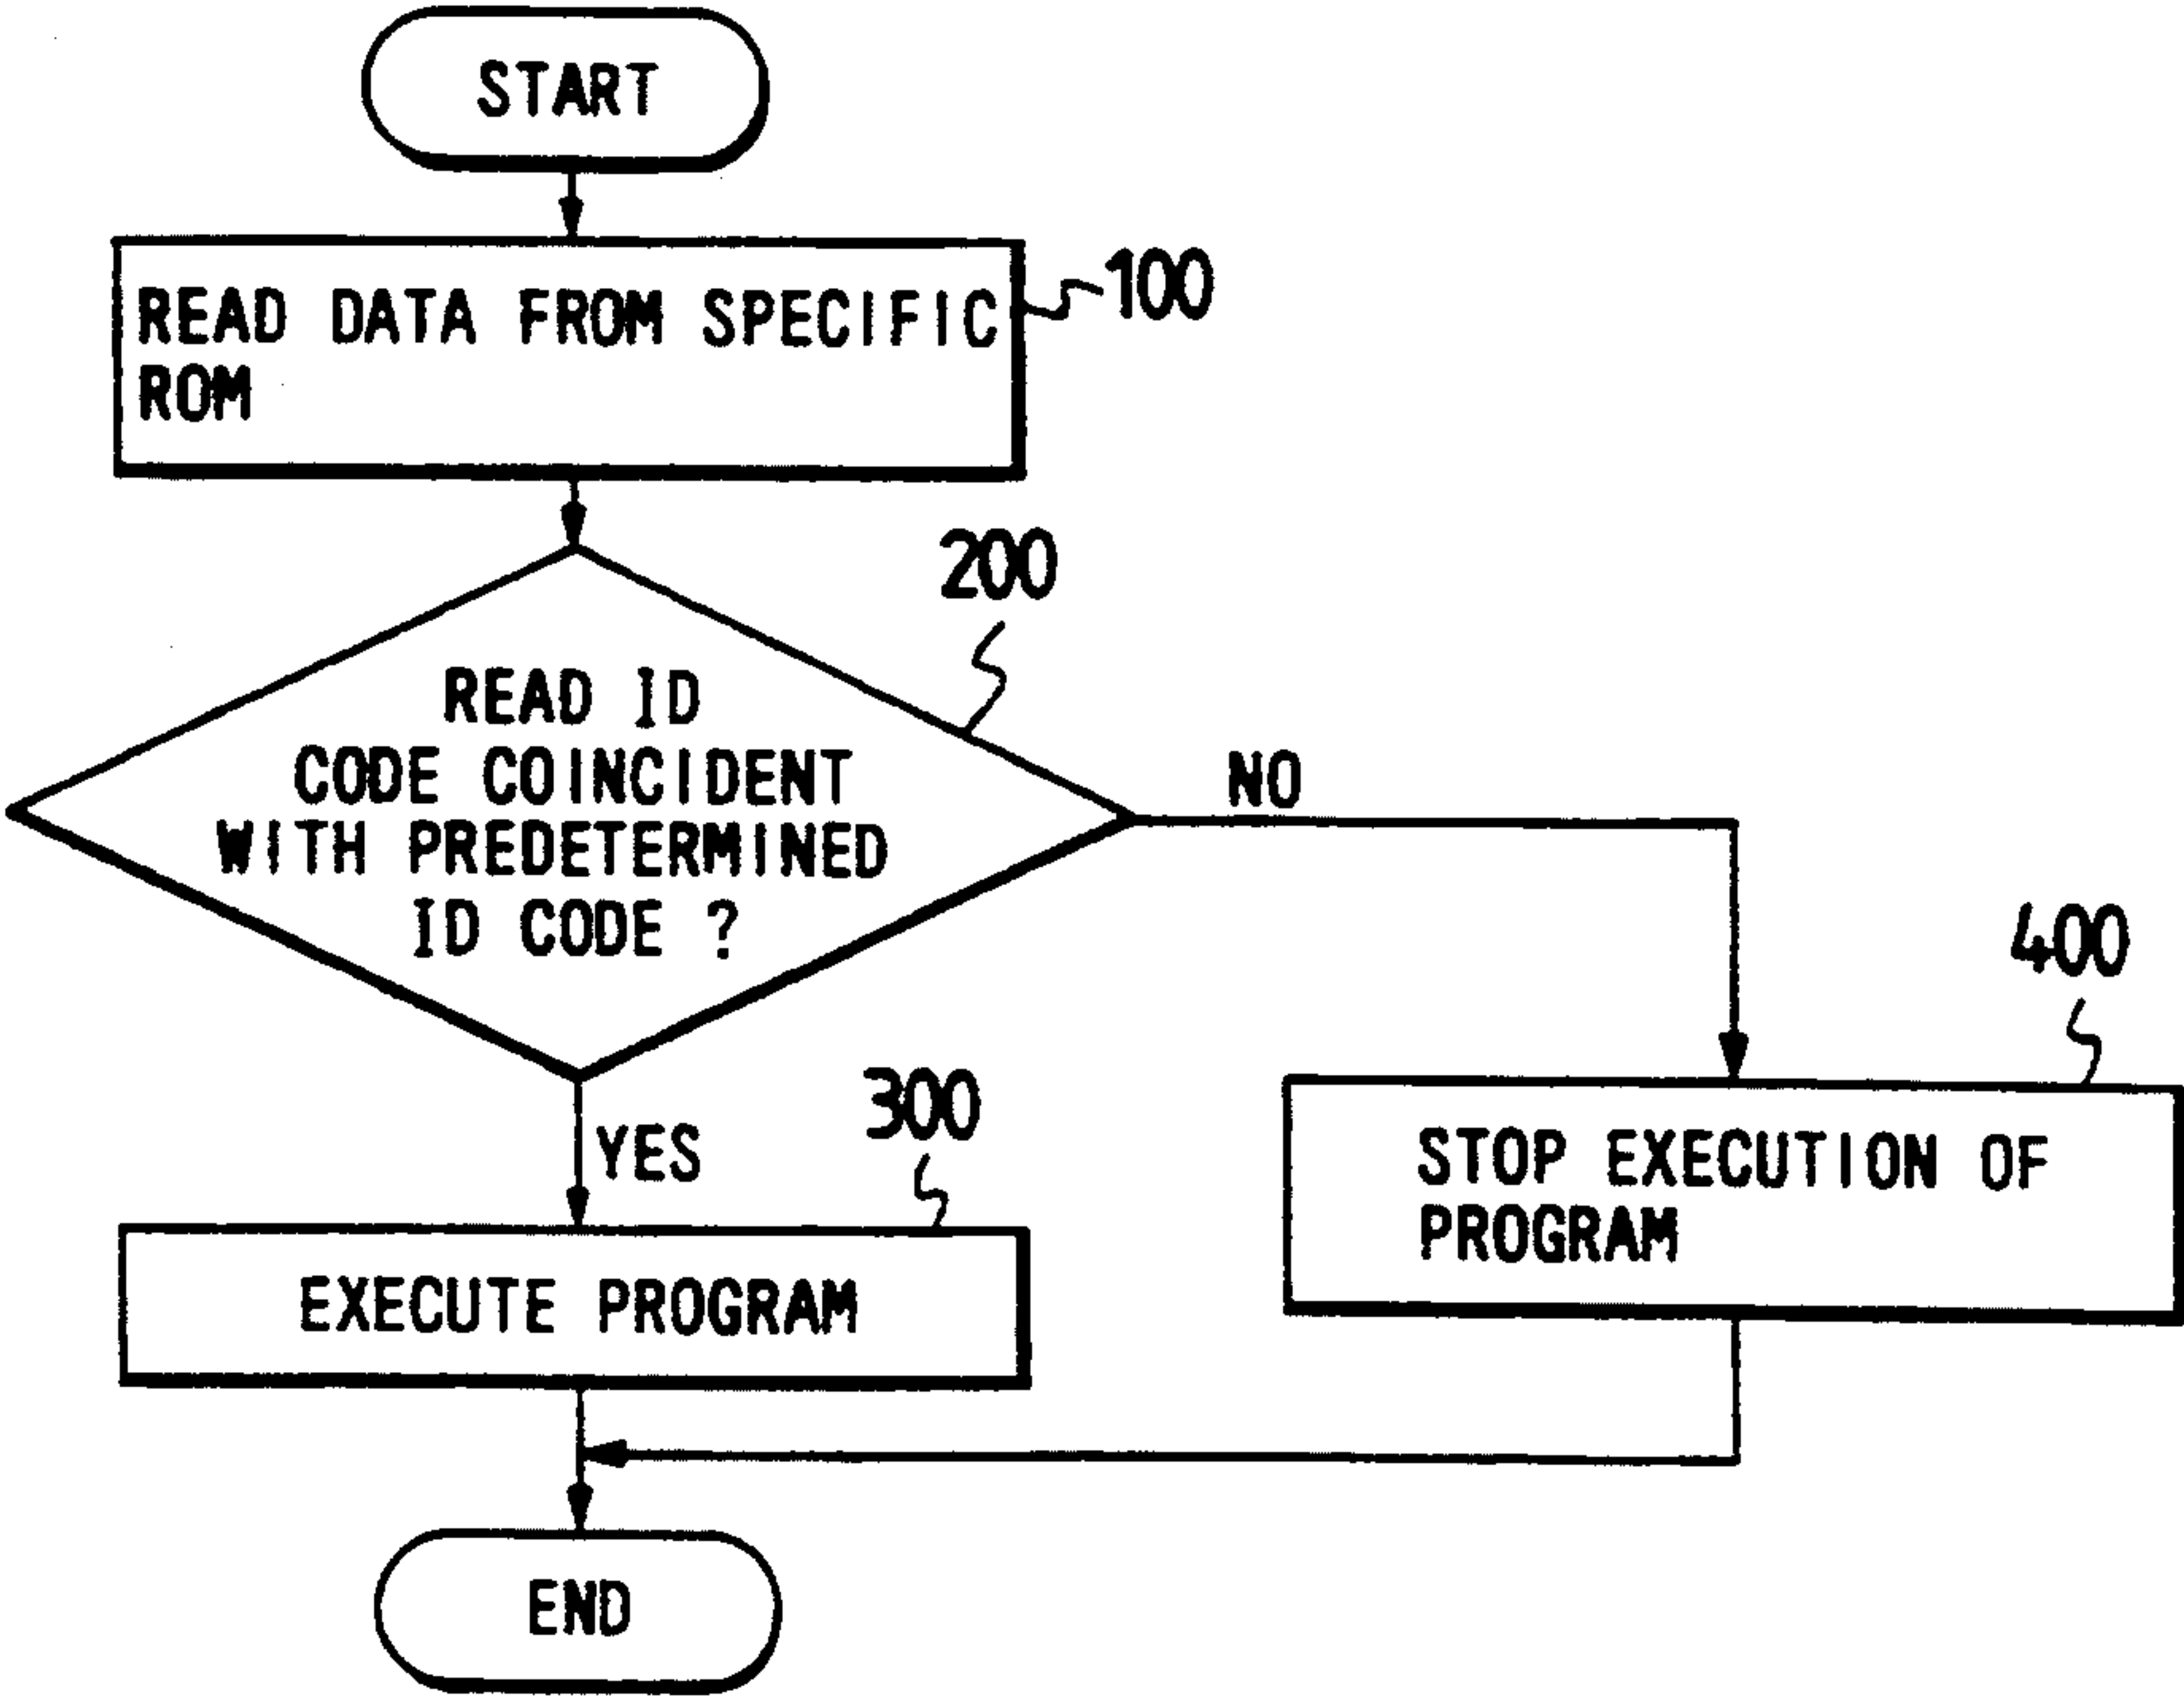 START
READ DATA FROM SPECIFIC
ROM
100
200
READ ID
CODE COINCIDENT
WITH PREDETERMINED
ID CODE ?
NO
YES
300
EXECUTE PROGRAM
400
STOP EXECUTION OF
PROGRAM
END